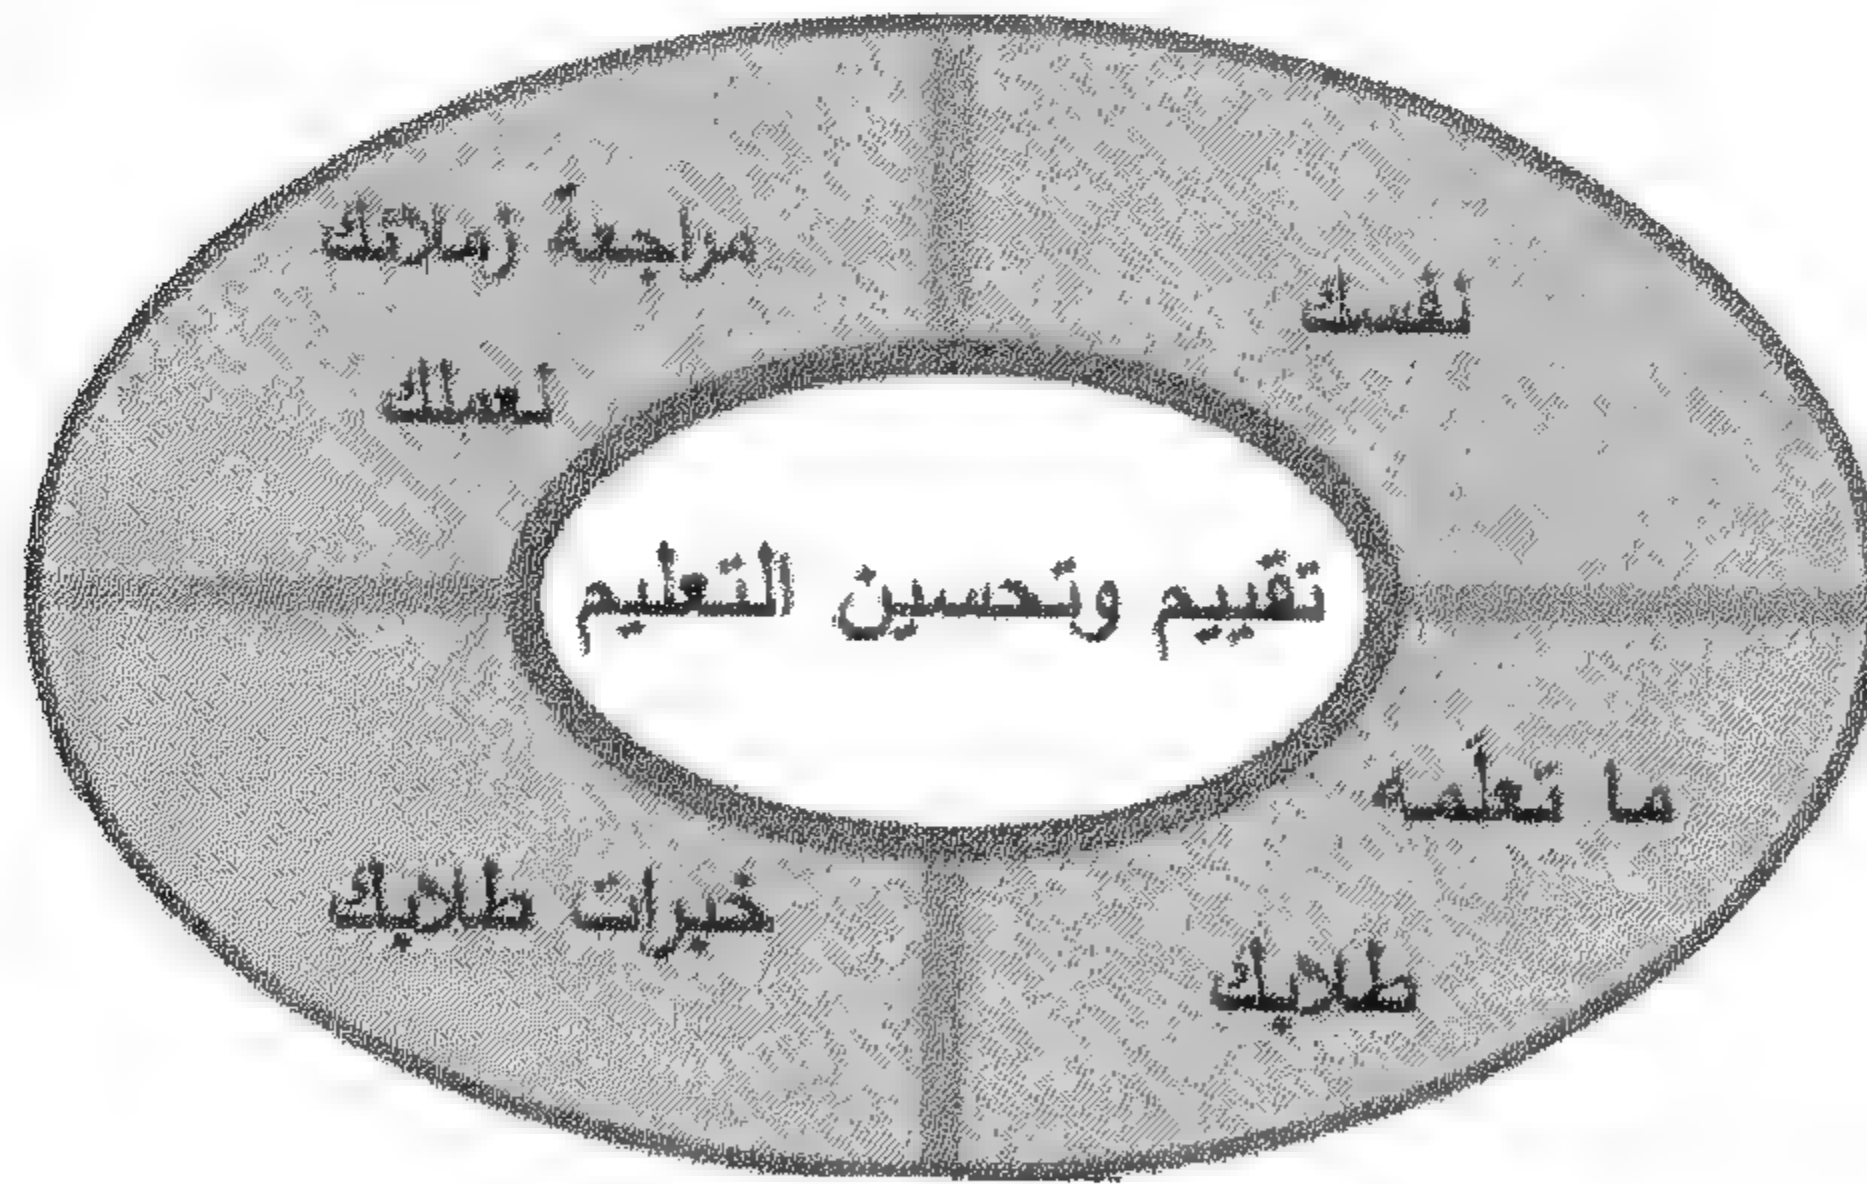 نفسك
مراجعة زملائك
لعملك
تقييم وتحسين التعليم
ما تعلمه
طلابك
خبرات طلابك